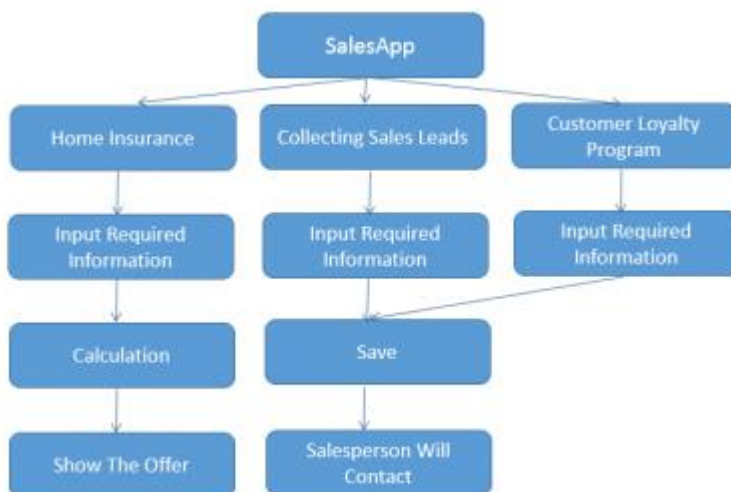 SalesApp
Home Insurance
Collecting Sales Leads
Customer Loyalty
Program
Input Required
Information
Input Required
Information
Input Required
Information
Calculation
Save
Show The Offer
Salesperson Will
Contact